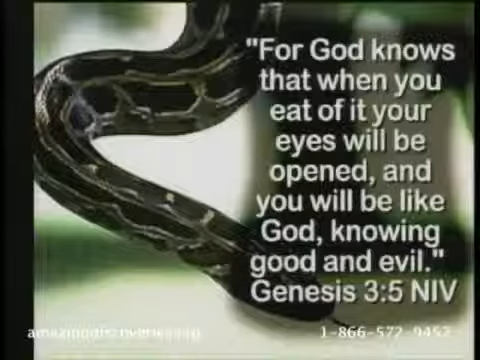 "For God knows
that when you
eat of it your
eyes will be
opened, and
you will be like
God, knowing
good and evil."
Genesis 3:5 NIV
1-866-572-9457